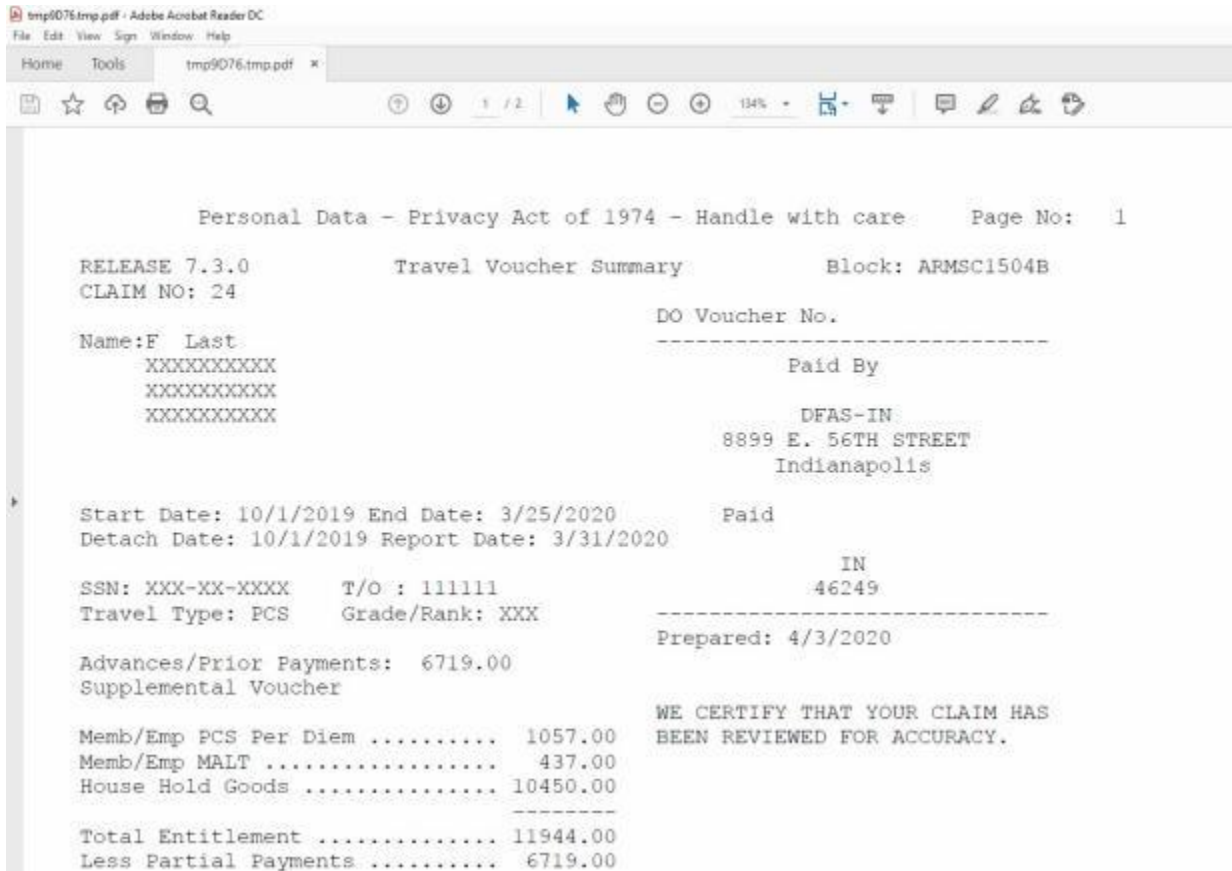 tmp9D76.tmp.pdf - Adobe Acrobat Reader DC
File Edit View Sign Window Help
Home Tools tmp9D76.tmp.pdf ×
1 / 2 134%
Personal Data - Privacy Act of 1974 - Handle with care Page No: 1
RELEASE 7.3.0 Travel Voucher Summary Block: ARMSC1504B
CLAIM NO: 24
DO Voucher No.
Name:F Last ------------------------------
XXXXXXXXXX Paid By
XXXXXXXXXX
XXXXXXXXXX DFAS-IN
8899 E. 56TH STREET
Indianapolis
Start Date: 10/1/2019 End Date: 3/25/2020 Paid
Detach Date: 10/1/2019 Report Date: 3/31/2020
IN
SSN: XXX-XX-XXXX T/O : 111111 46249
Travel Type: PCS Grade/Rank: XXX ------------------------------
Prepared: 4/3/2020
Advances/Prior Payments: 6719.00
Supplemental Voucher
WE CERTIFY THAT YOUR CLAIM HAS
Memb/Emp PCS Per Diem .......... 1057.00 BEEN REVIEWED FOR ACCURACY.
Memb/Emp MALT .................. 437.00
House Hold Goods ............... 10450.00
--------
Total Entitlement .............. 11944.00
Less Partial Payments .......... 6719.00